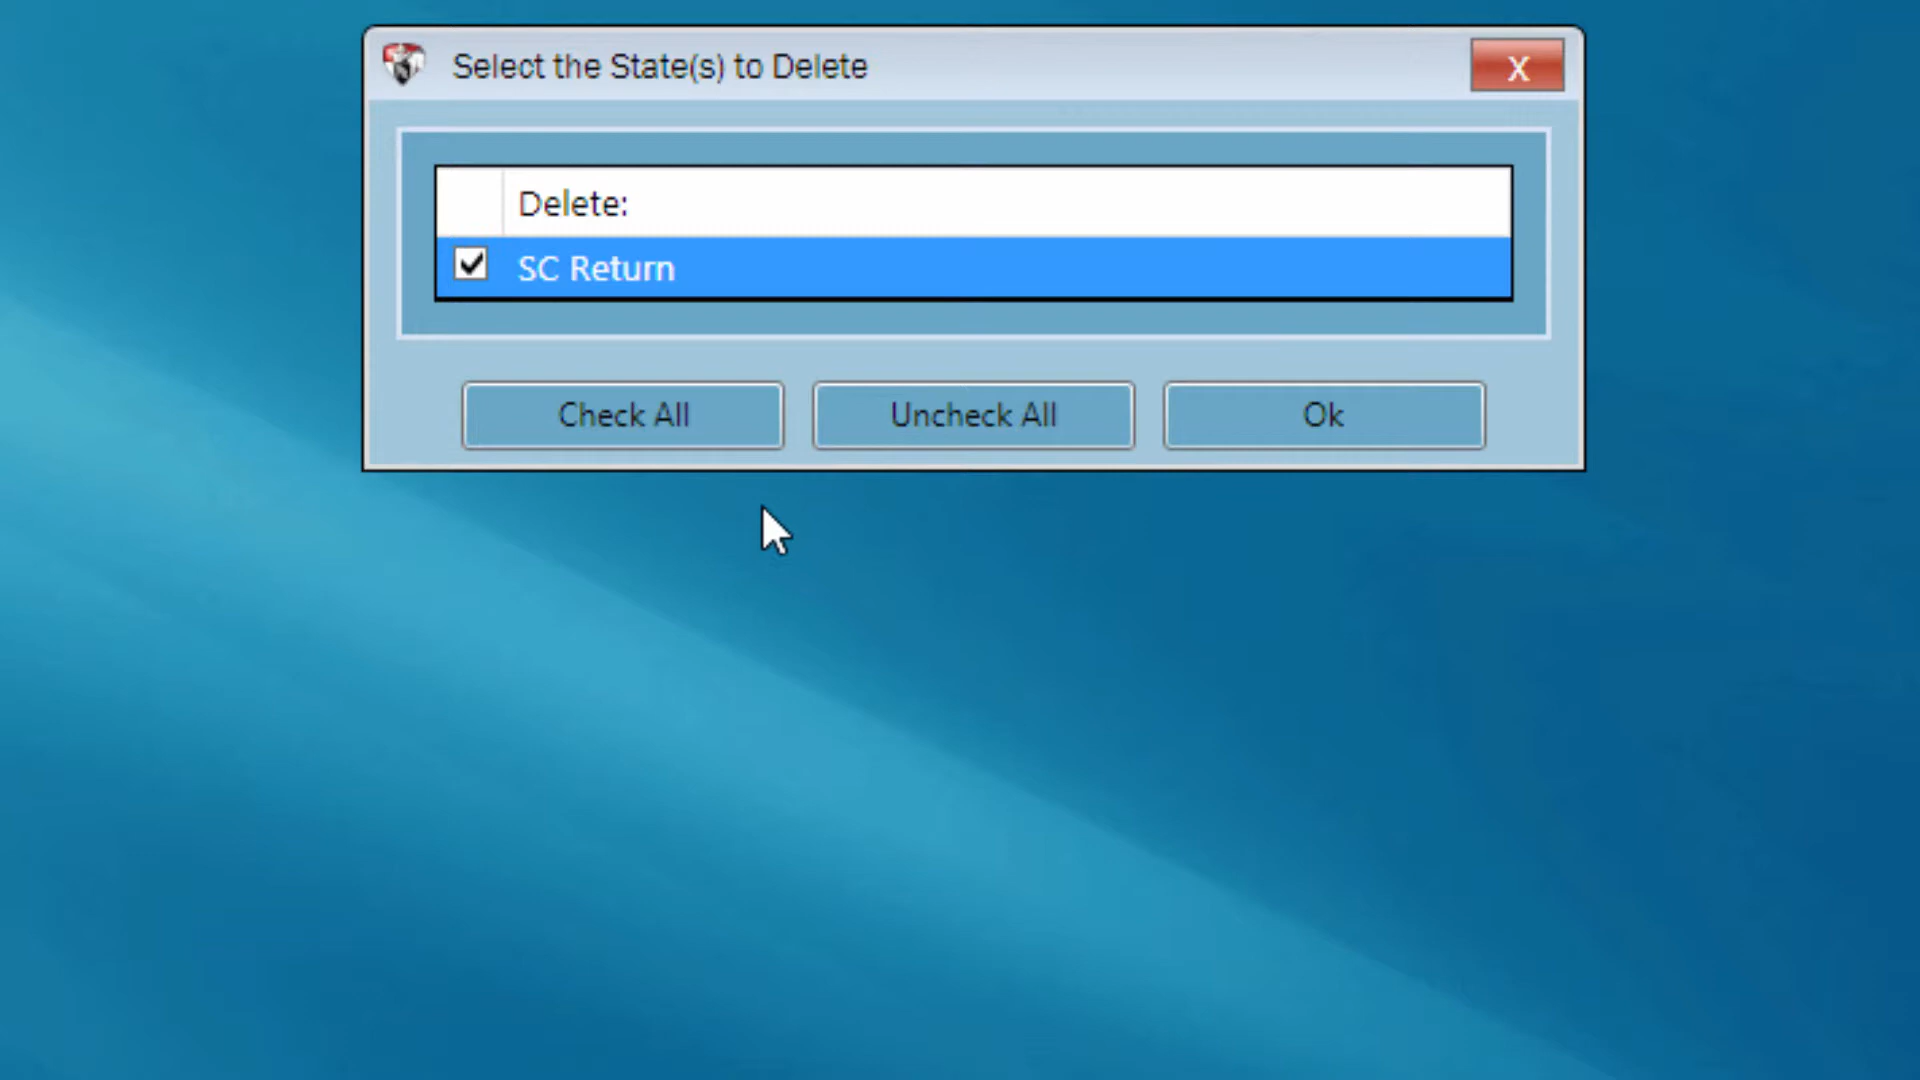 Select the State(s) to Delete
X
Delete:
SC Return
Check All
Uncheck All
Ok